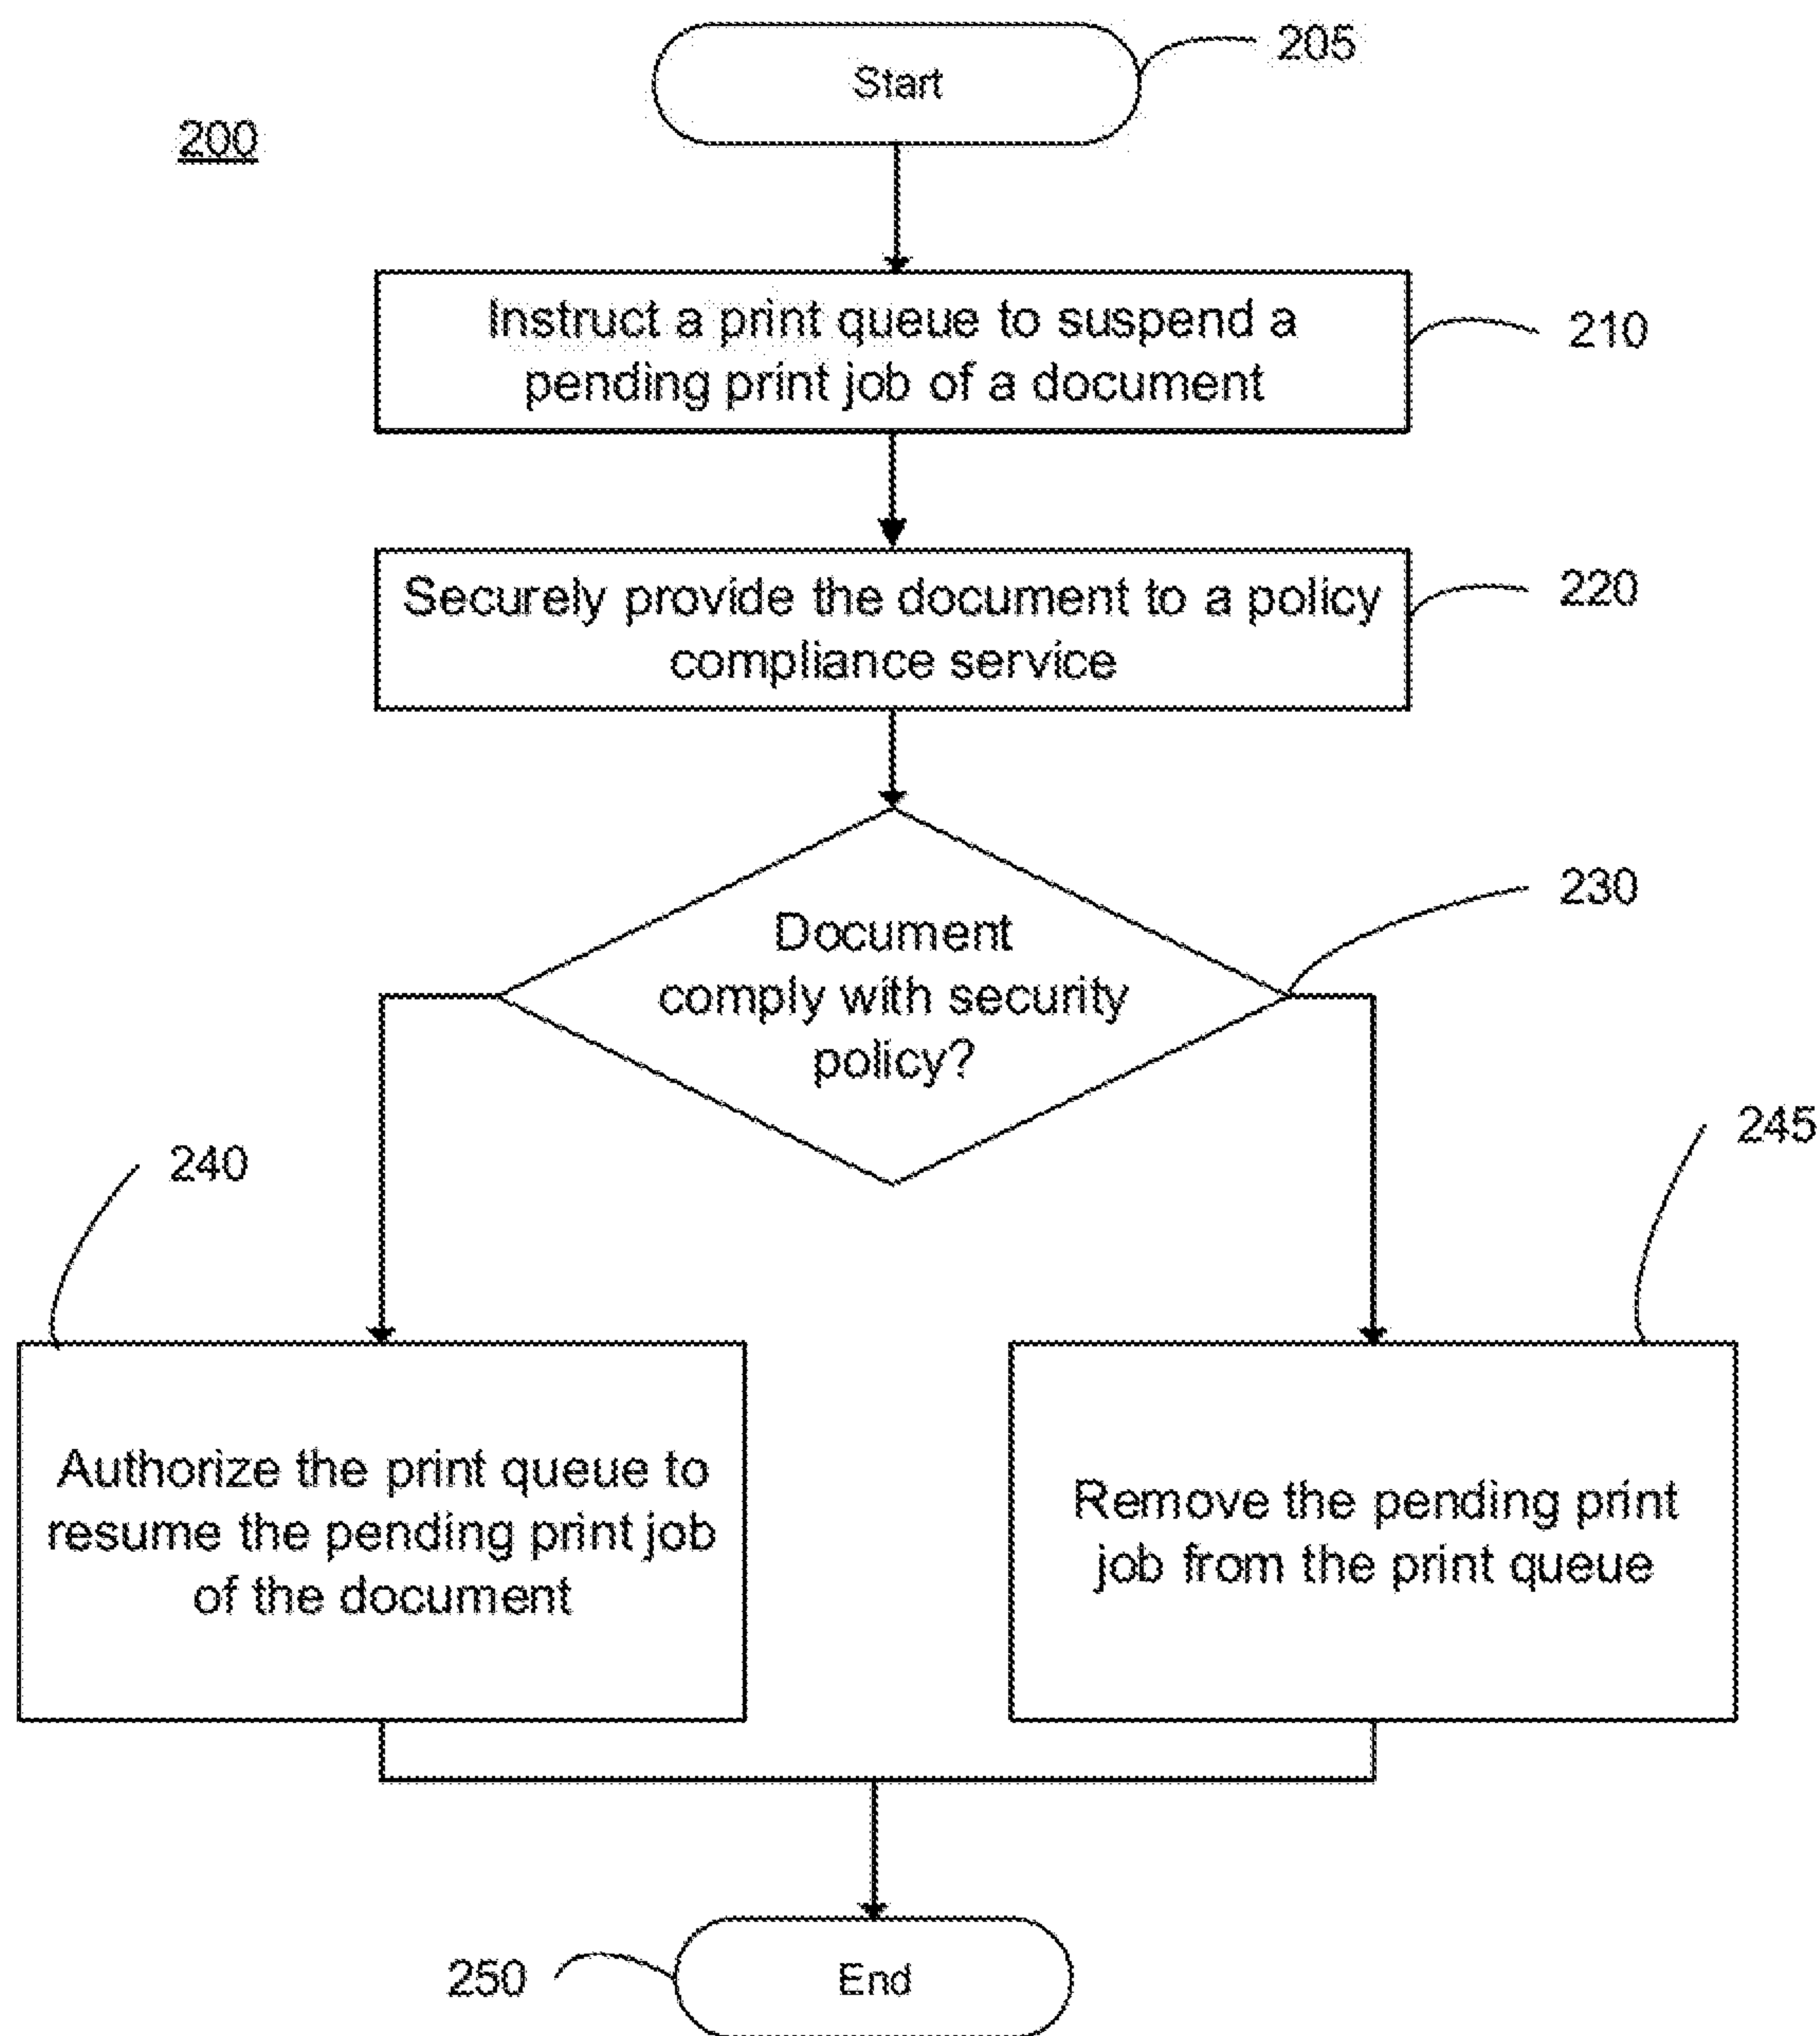 Start
205
200
Instruct a print queue to suspend a
pending print job of a document
210
Securely provide the document to a policy
compliance service
220
230
Document
comply with security
policy?
245
240
Authorize the print queue to
resume the pending print job
of the document
Remove the pending print
job from the print queue
250
End